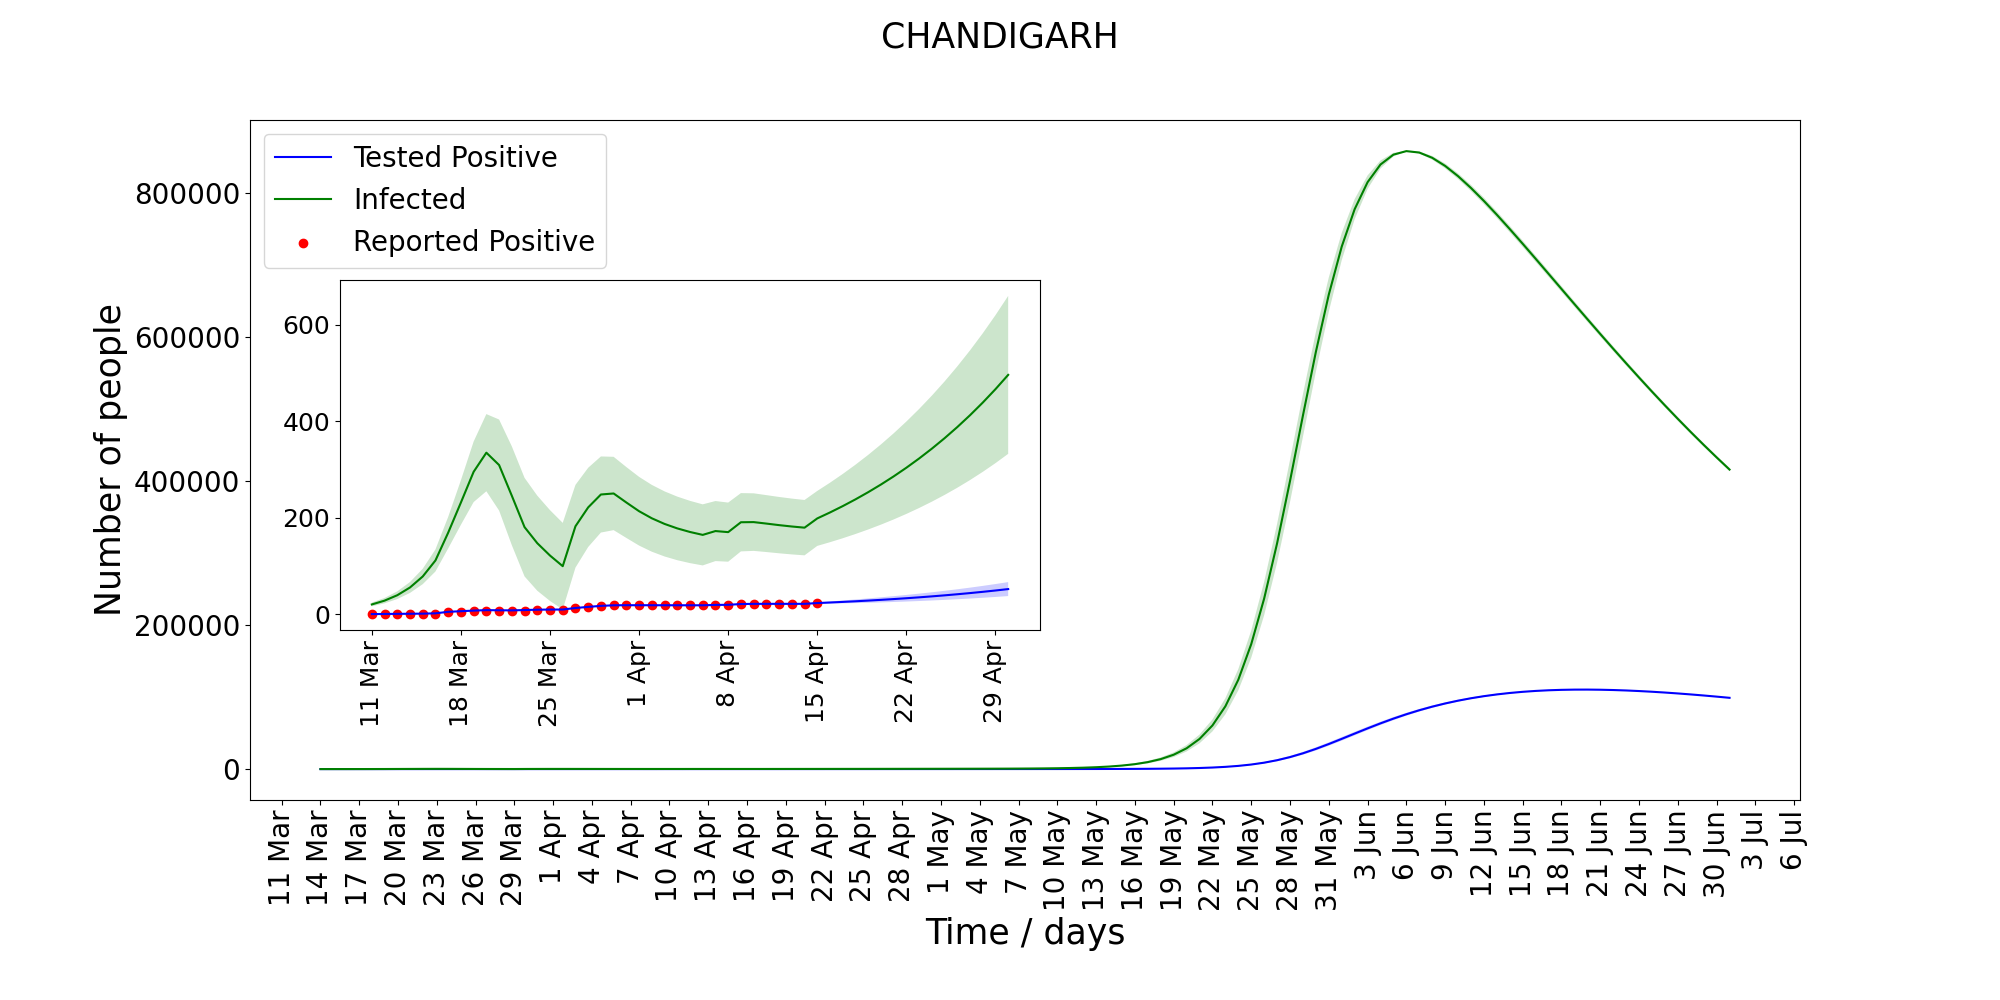 CHANDIGARH
Tested Positive
Infected
Reported Positive
Number of people
800000
600000
400000
200000
0
600
400
200
0
11 Mar
18 Mar
25 Mar
1 Apr
8 Apr
15 Apr
22 Apr
29 Apr
11 Mar
14 Mar
17 Mar
20 Mar
23 Mar
26 Mar
29 Mar
1 Apr
4 Apr
7 Apr
10 Apr
13 Apr
16 Apr
19 Apr
22 Apr
25 Apr
28 Apr
1 May
4 May
7 May
10 May
13 May
16 May
19 May
22 May
25 May
28 May
31 May
3 Jun
6 Jun
9 Jun
12 Jun
15 Jun
18 Jun
21 Jun
24 Jun
27 Jun
30 Jun
3 Jul
6 Jul
Time / days